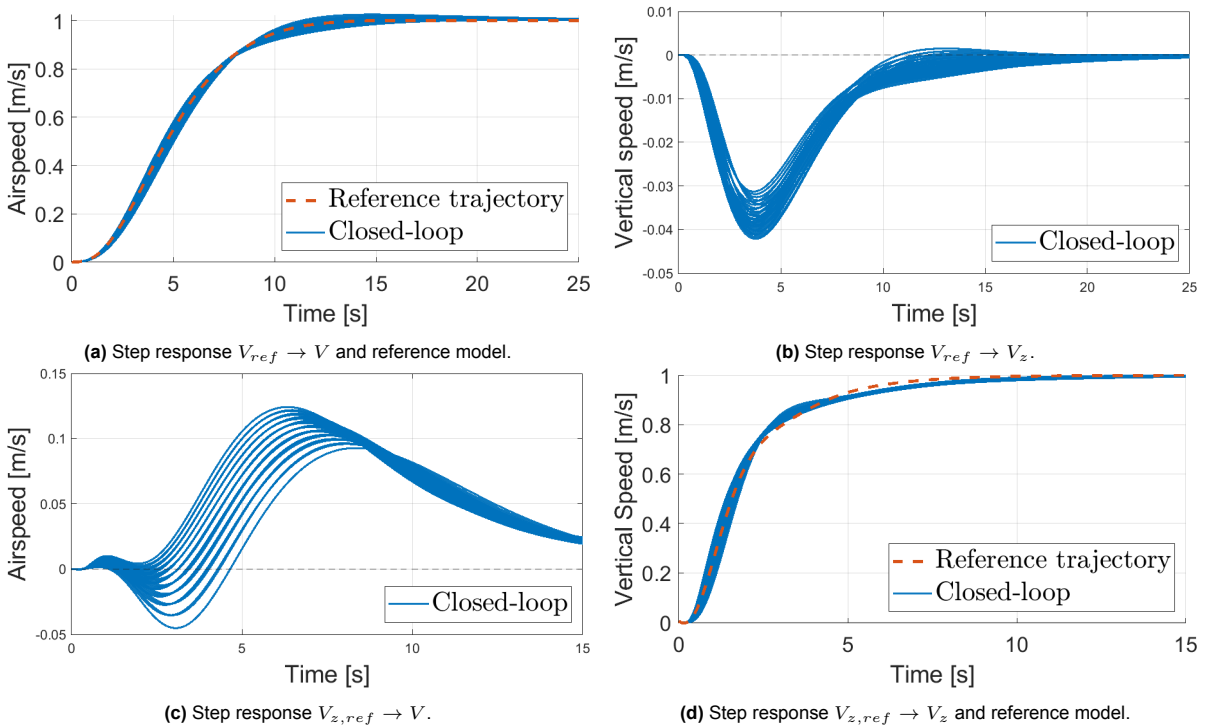 1
0.8
0.6
0.4
0.2
0
Airspeed [m/s]
Reference trajectory
Closed-loop
0 5 10 15 20 25
Time [s]
(a) Step response V_ref → V and reference model.
0.01
0
-0.01
-0.02
-0.03
-0.04
-0.05
Vertical speed [m/s]
Closed-loop
0 5 10 15 20 25
Time [s]
(b) Step response V_ref → V_z.
0.15
0.1
0.05
0
-0.05
Airspeed [m/s]
Closed-loop
0 5 10 15
Time [s]
(c) Step response V_z,ref → V.
1
0.8
0.6
0.4
0.2
0
Vertical Speed [m/s]
Reference trajectory
Closed-loop
0 5 10 15
Time [s]
(d) Step response V_z,ref → V_z and reference model.